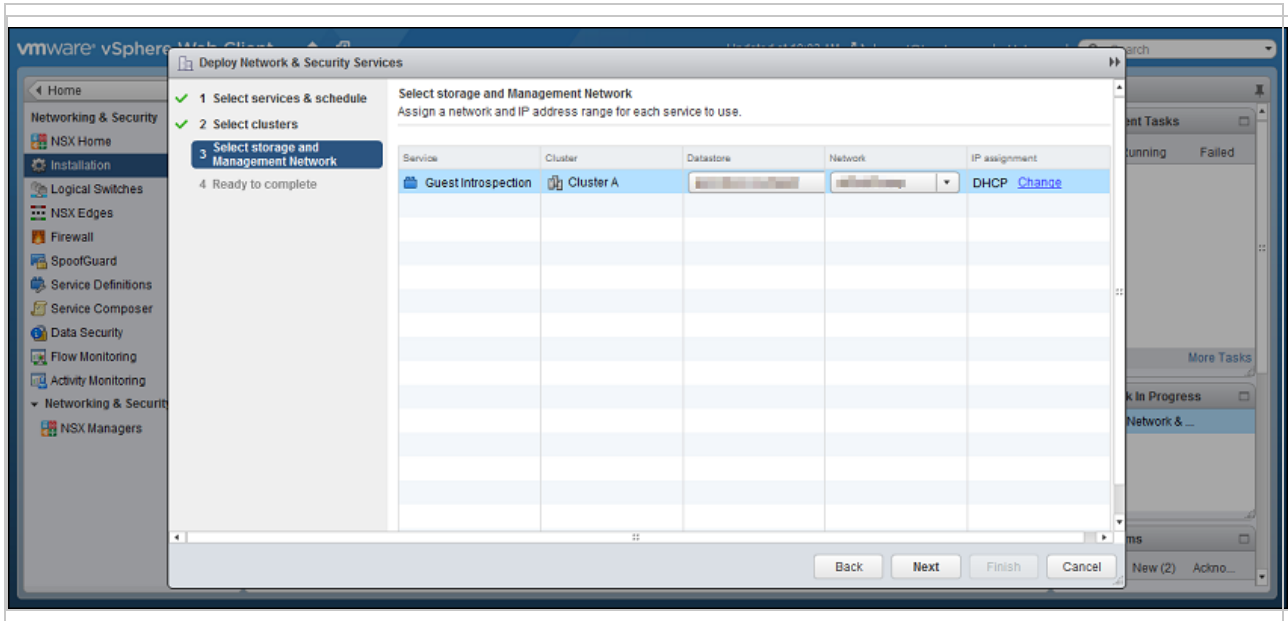 vmware® vSphere Web Client
Deploy Network & Security Services
Home
Networking & Security
NSX Home
Installation
Logical Switches
NSX Edges
Firewall
SpoofGuard
Service Definitions
Service Composer
Data Security
Flow Monitoring
Activity Monitoring
Networking & Security
NSX Managers
1 Select services & schedule
2 Select clusters
3 Select storage and
Management Network
4 Ready to complete
Select storage and Management Network
Assign a network and IP address range for each service to use.
Service Cluster Datastore Network IP assignment
Guest Introspection Cluster A DHCP Change
Back Next Finish Cancel
arch
ent Tasks
unning Failed
More Tasks
k In Progress
Network & ...
ms
New (2) Ackno...